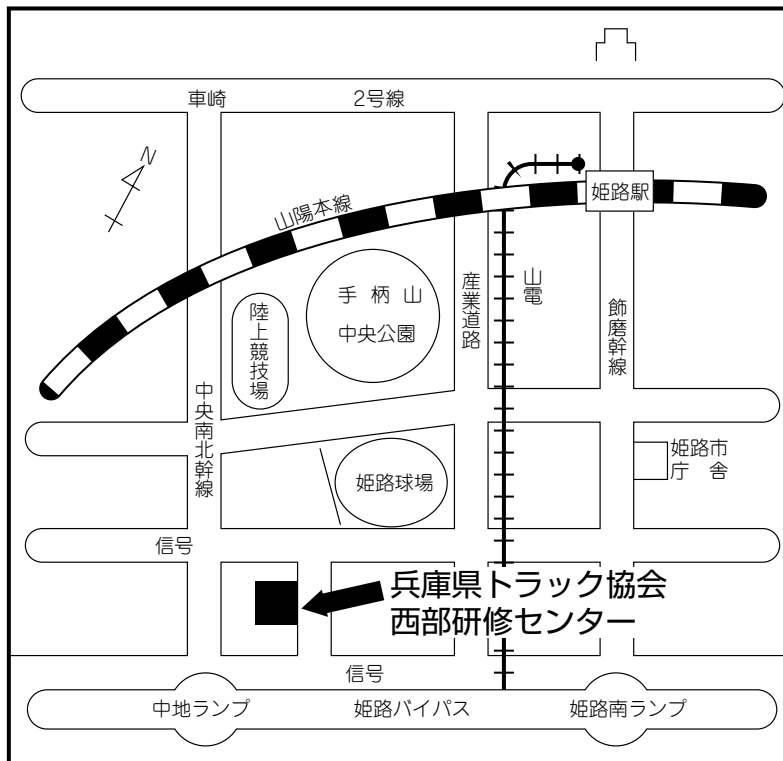 車崎
2号線
N
山陽本線
姫路駅
手柄山
中央公園
陸上競技場
産業道路
山電
飾磨幹線
中央南北幹線
姫路球場
姫路市
庁舎
信号
兵庫県トラック協会
西部研修センター
信号
中地ランプ
姫路バイパス
姫路南ランプ